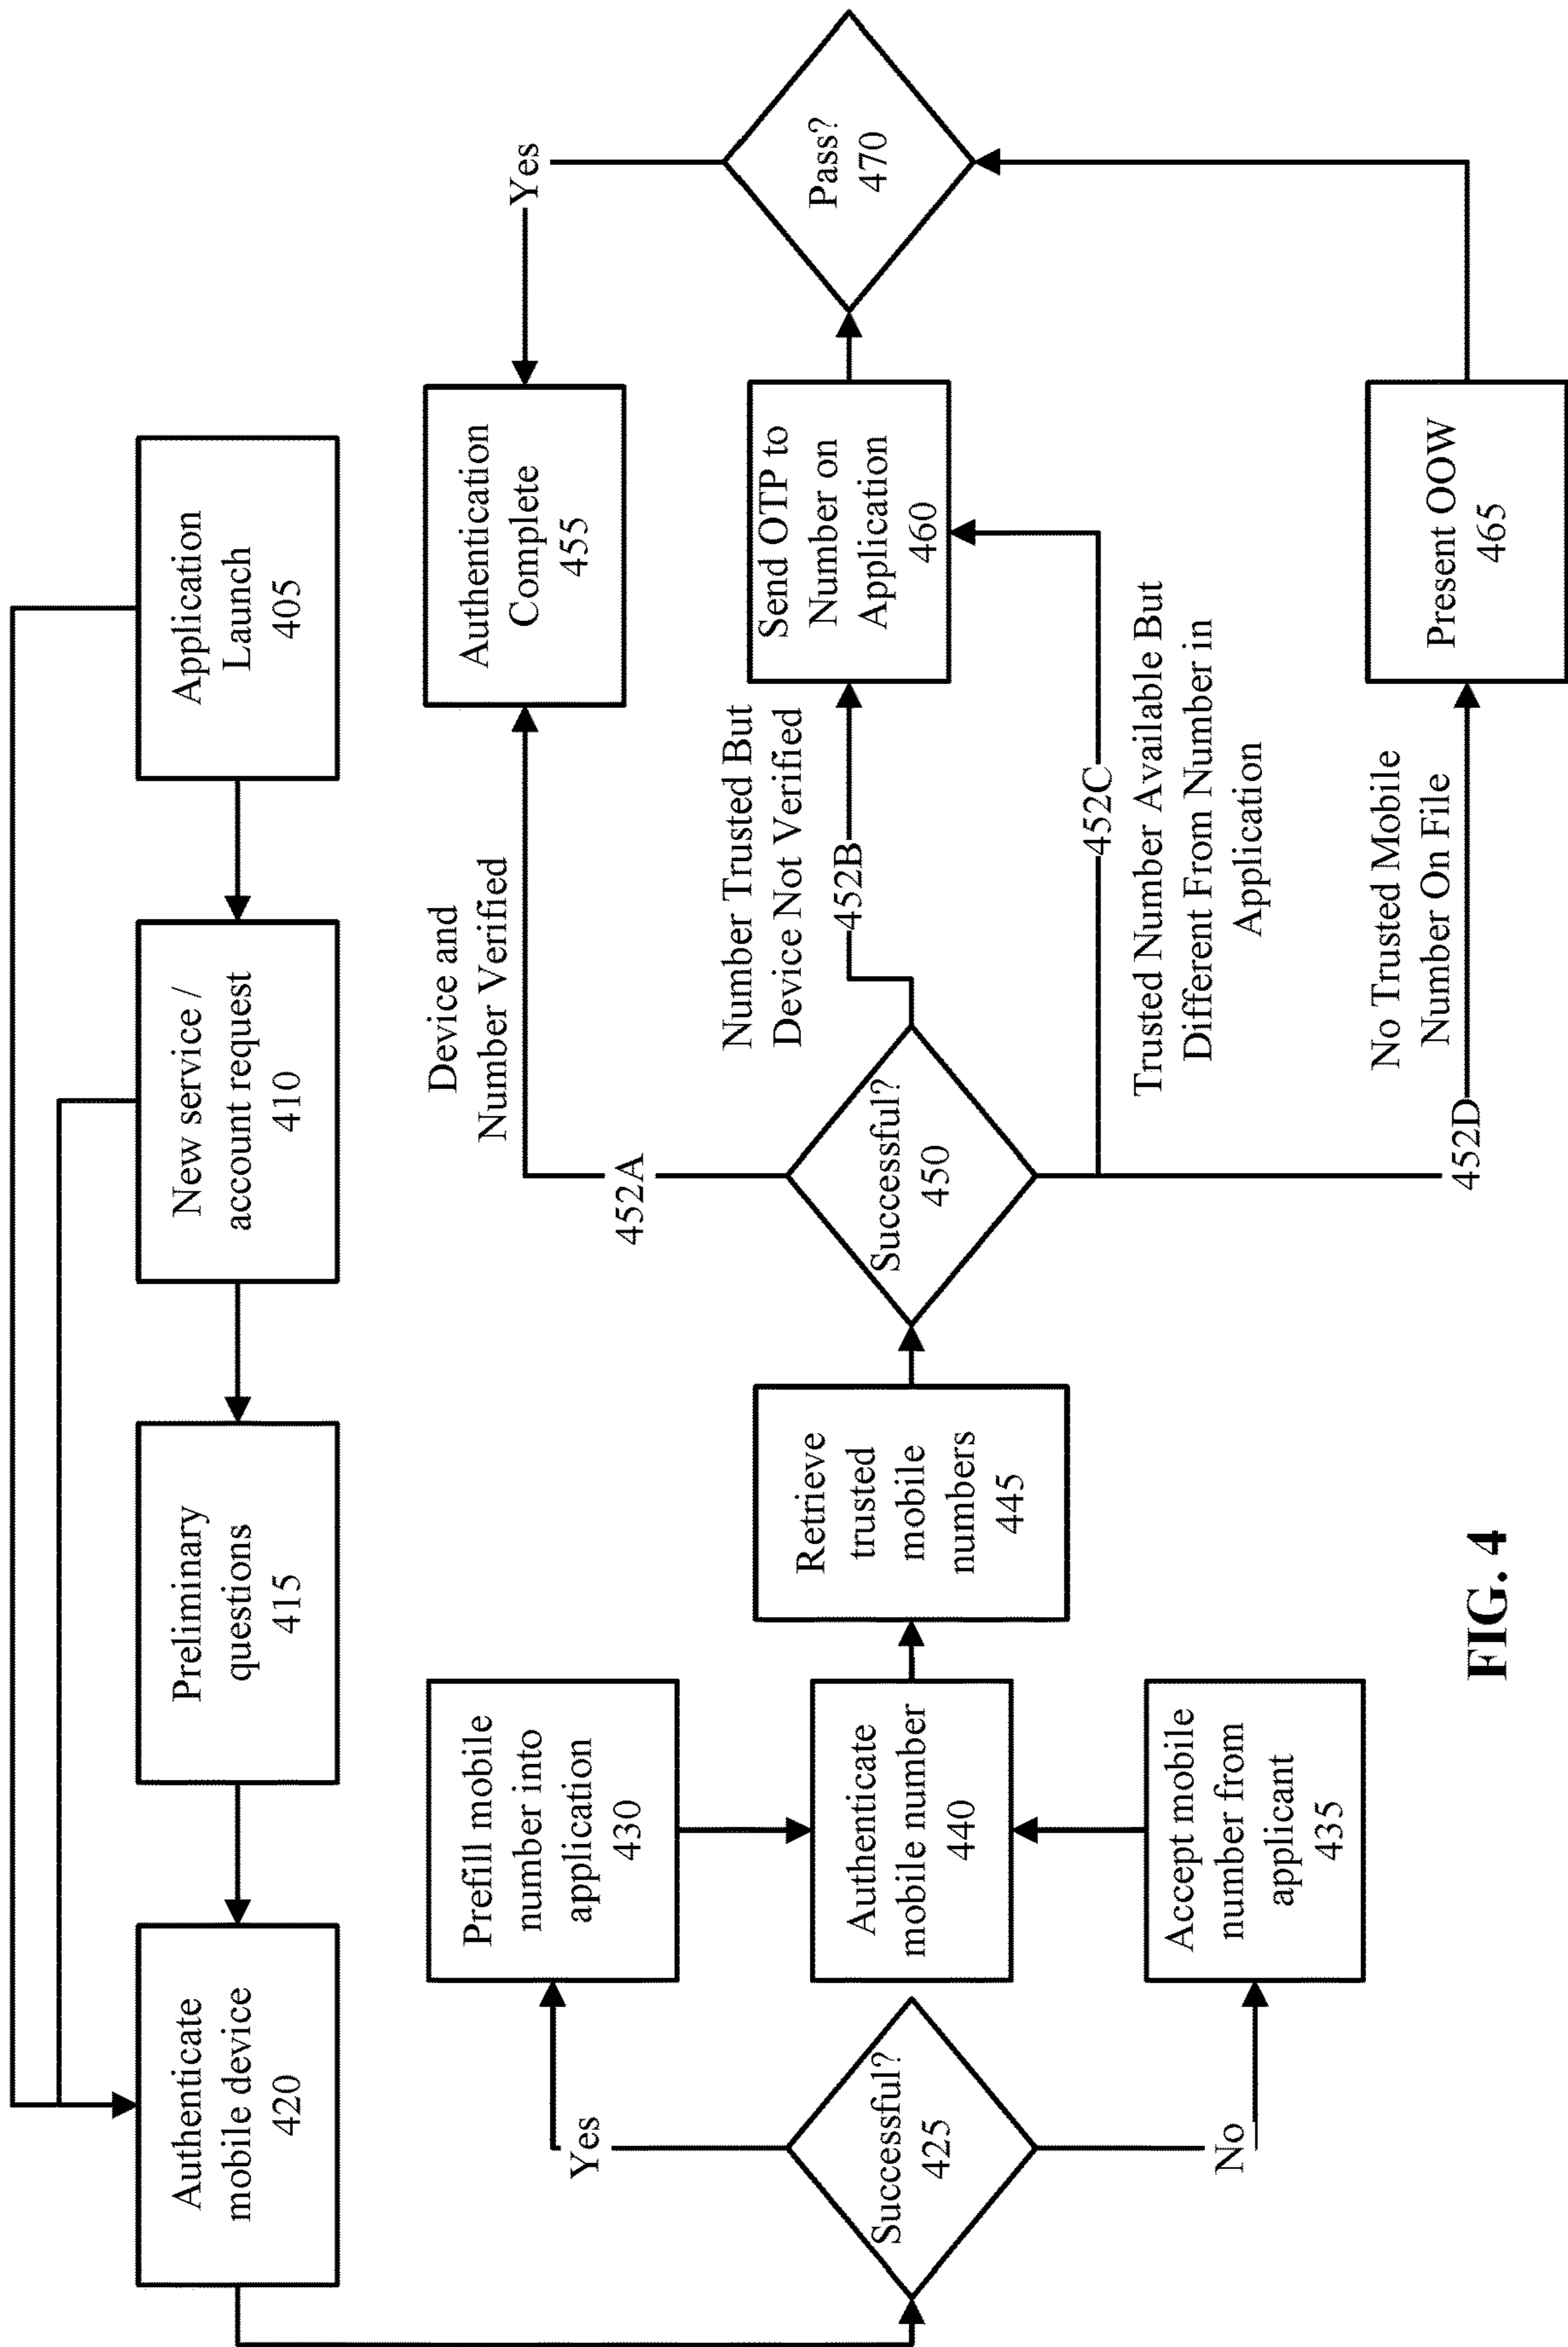 Application
Launch
405
New service /
account request
410
Preliminary
questions
415
Authenticate
mobile device
420
Successful?
425
Yes
No
Prefill mobile
number into
application
430
Accept mobile
number from
applicant
435
Authenticate
mobile number
440
Retrieve
trusted
mobile
numbers
445
Successful?
450
452A
Device and
Number Verified
Authentication
Complete
455
452B
Number Trusted But
Device Not Verified
Send OTP to
Number on
Application
460
452C
Trusted Number Available But
Different From Number in
Application
452D
No Trusted Mobile
Number On File
Present OOW
465
Pass?
470
Yes
FIG. 4